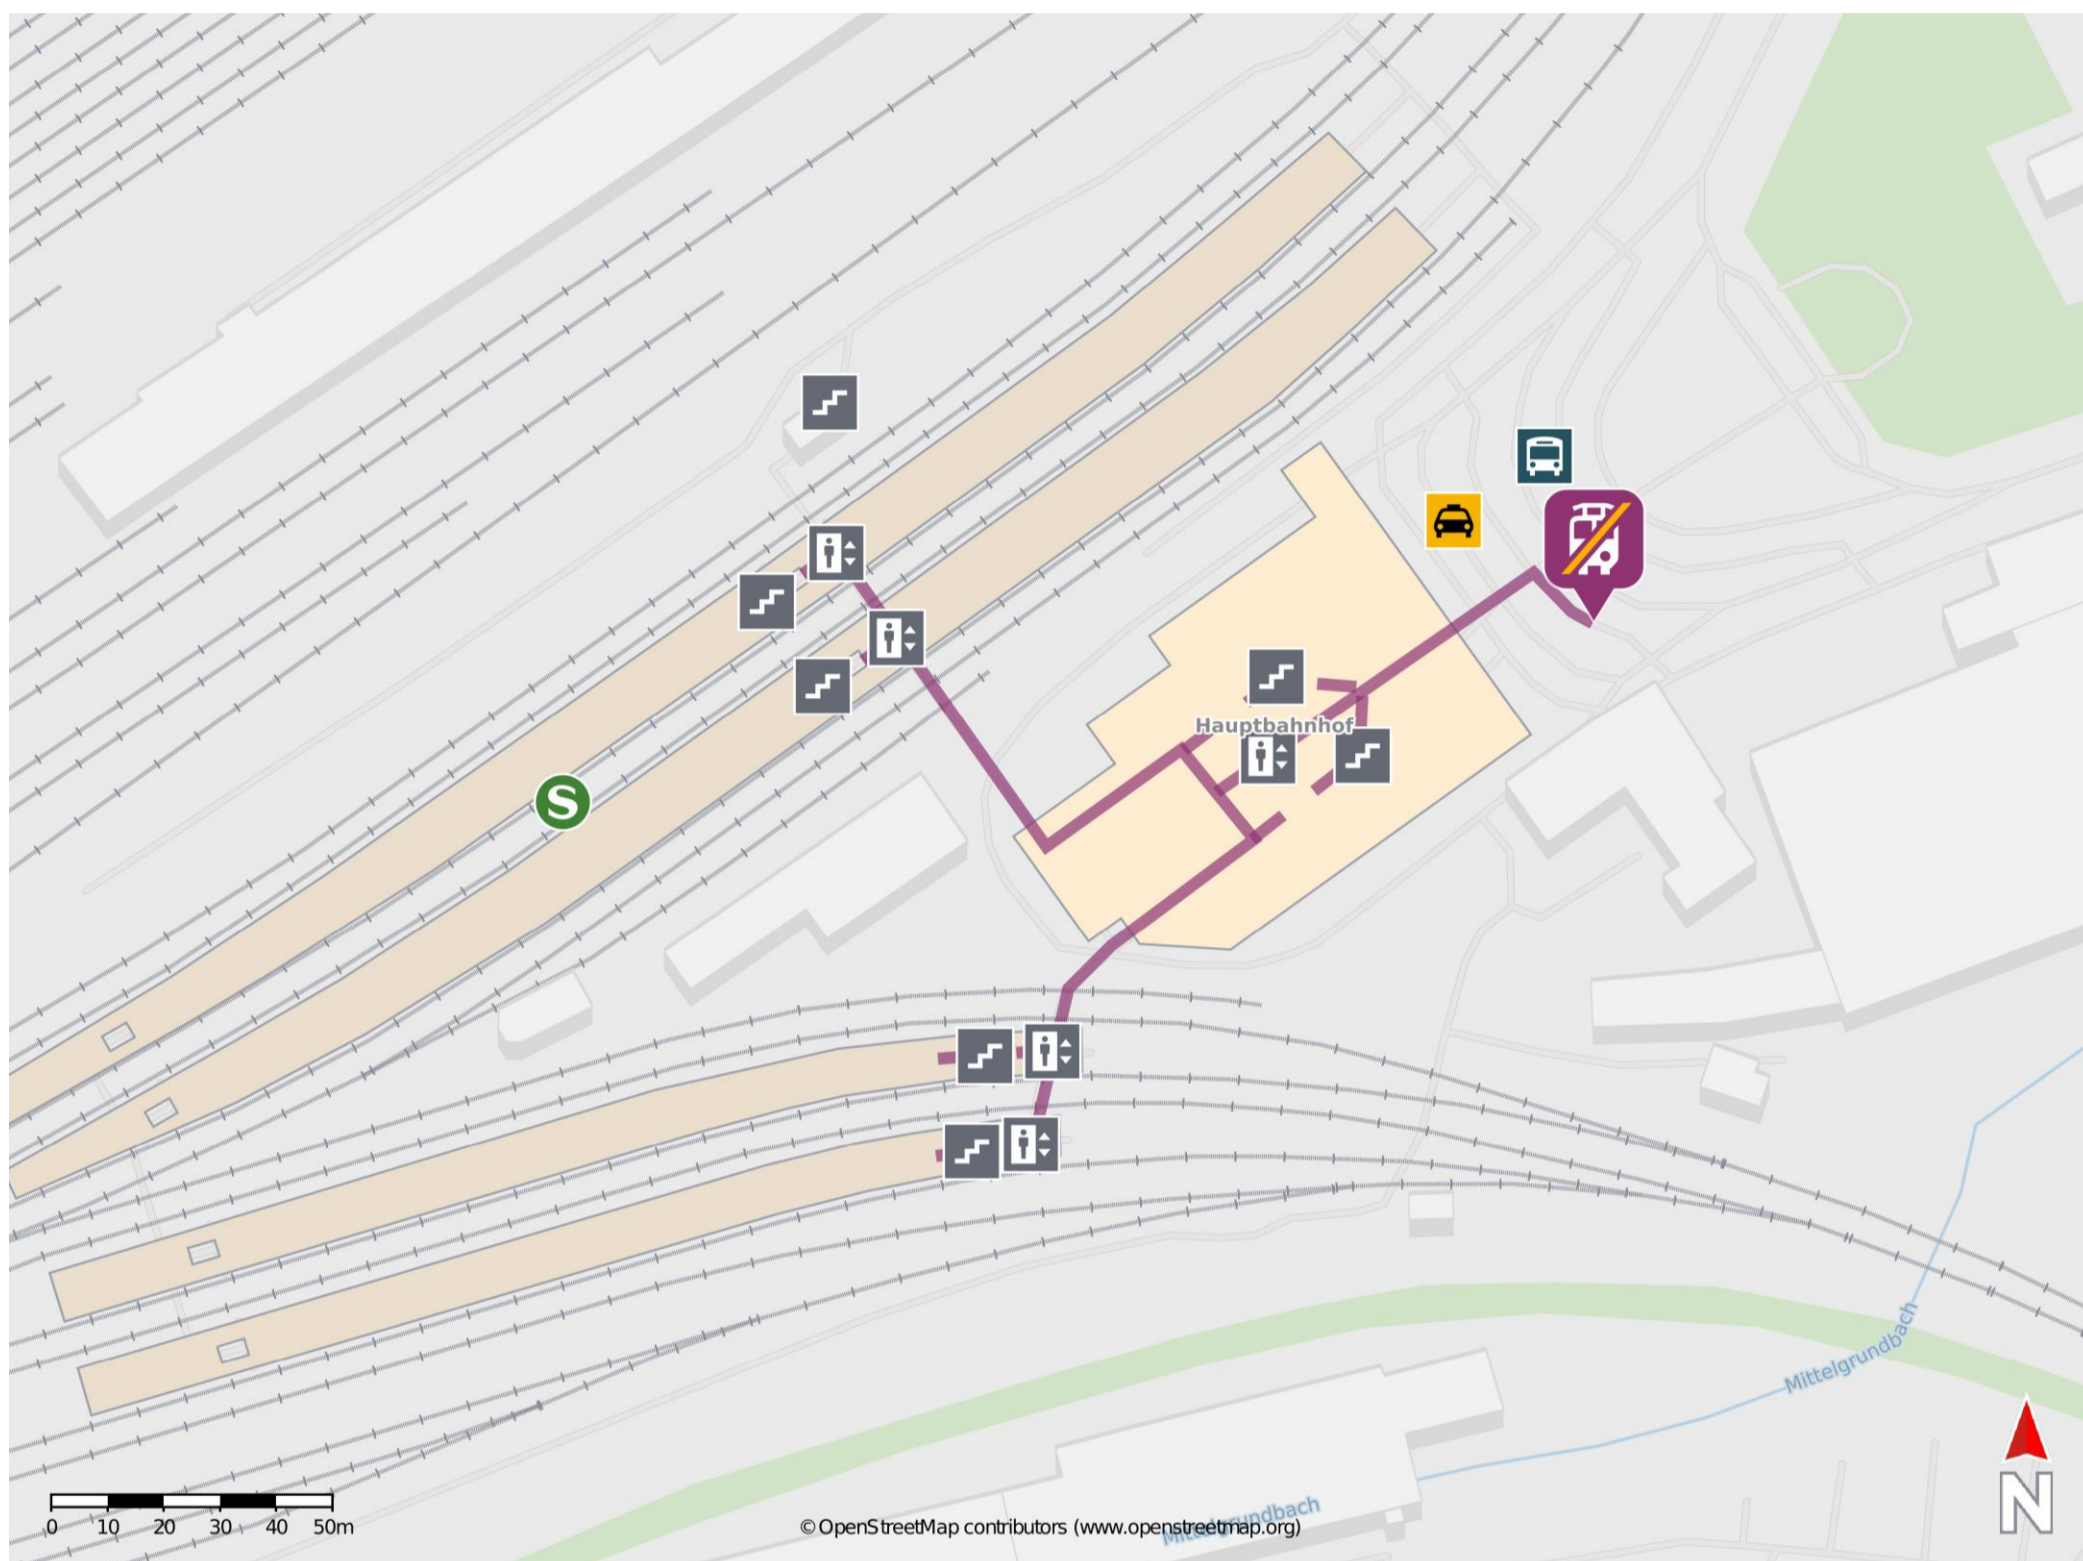 S
Hauptbahnhof
Mittelgrundbach
0 10 20 30 40 50m
© OpenStreetMap contributors (www.openstreetmap.org)
Mittelgrundbach
N